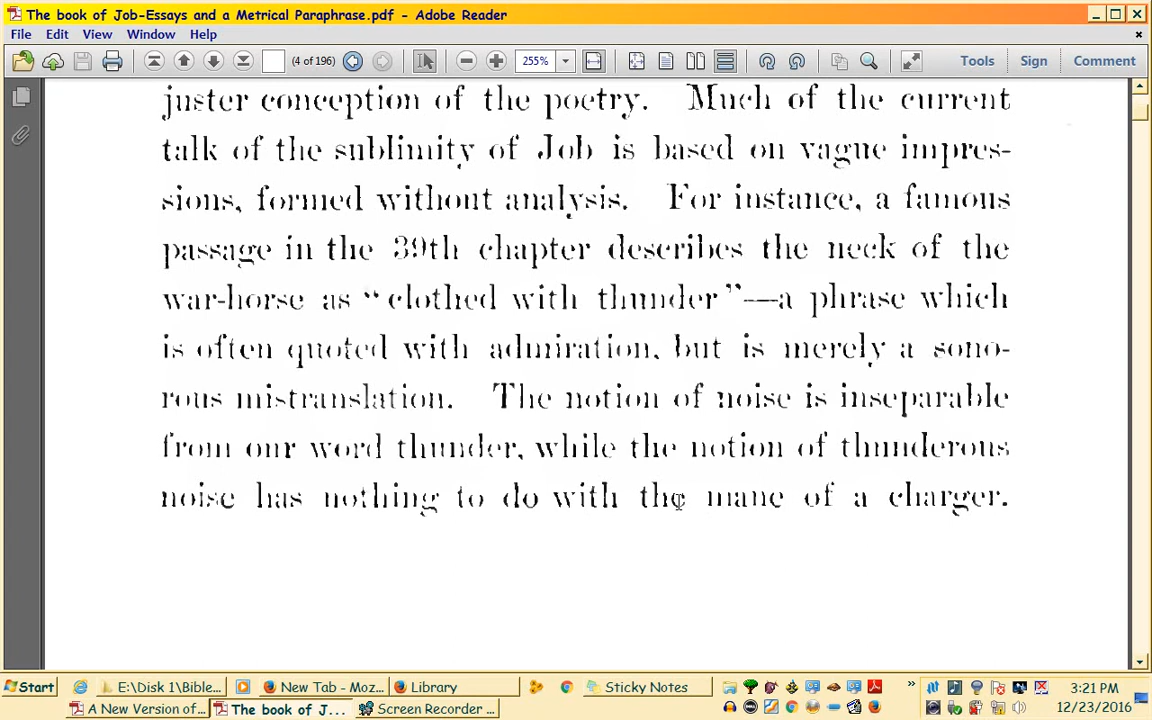 The book of Job-Essays and a Metrical Paraphrase.pdf - Adobe Reader
File Edit View Window Help
(4 of 196) 255% Tools Sign Comment
juster conception of the poetry. Much of the current
talk of the sublimity of Job is based on vague impres-
sions, formed without analysis. For instance, a famous
passage in the 39th chapter describes the neck of the
war-horse as “clothed with thunder”—a phrase which
is often quoted with admiration, but is merely a sono-
rous mistranslation. The notion of noise is inseparable
from our word thunder, while the notion of thunderous
noise has nothing to do with the mane of a charger.
Start E:\Disk 1\Bible... New Tab - Moz... Library Sticky Notes 3:21 PM
A New Version of... The book of J... Screen Recorder ... 12/23/2016